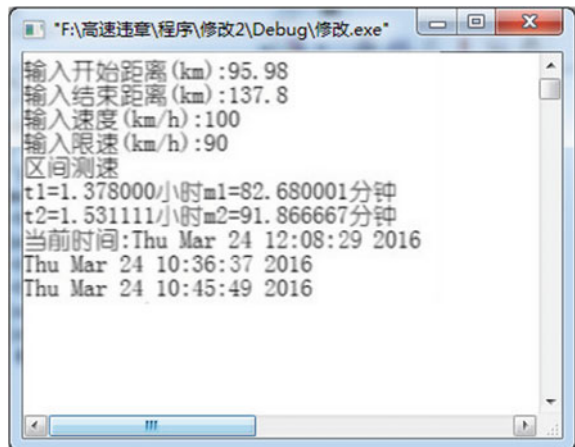 "F:\高速违章\程序\修改2\Debug\修改.exe"
输入开始距离(km):95.98
输入结束距离(km):137.8
输入速度(km/h):100
输入限速(km/h):90
区间测速
t1=1.378000小时m1=82.680001分钟
t2=1.531111小时m2=91.866667分钟
当前时间:Thu Mar 24 12:08:29 2016
Thu Mar 24 10:36:37 2016
Thu Mar 24 10:45:49 2016